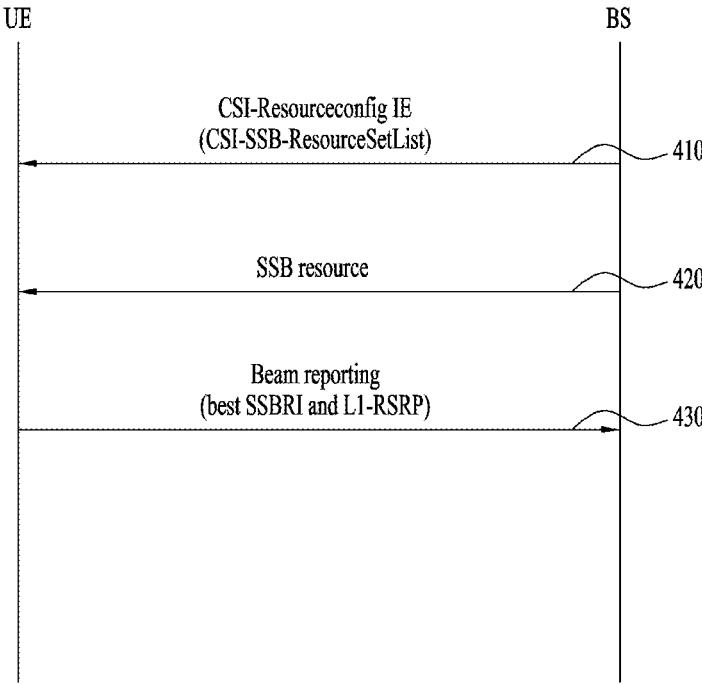 UE
BS
CSI-Resourceconfig IE
(CSI-SSB-ResourceSetList)
410
SSB resource
420
Beam reporting
(best SSBRI and L1-RSRP)
430